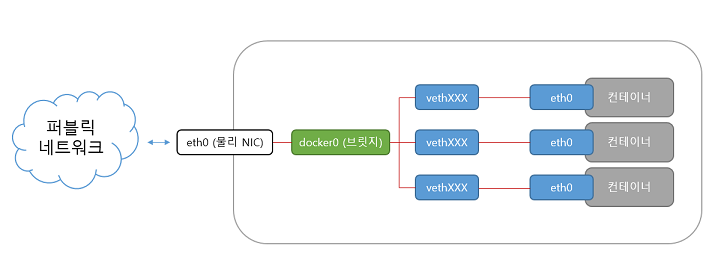 퍼블릭
네트워크
eth0 (물리 NIC)
docker0 (브릿지)
vethXXX
eth0
컨테이너
vethXXX
eth0
컨테이너
vethXXX
eth0
컨테이너